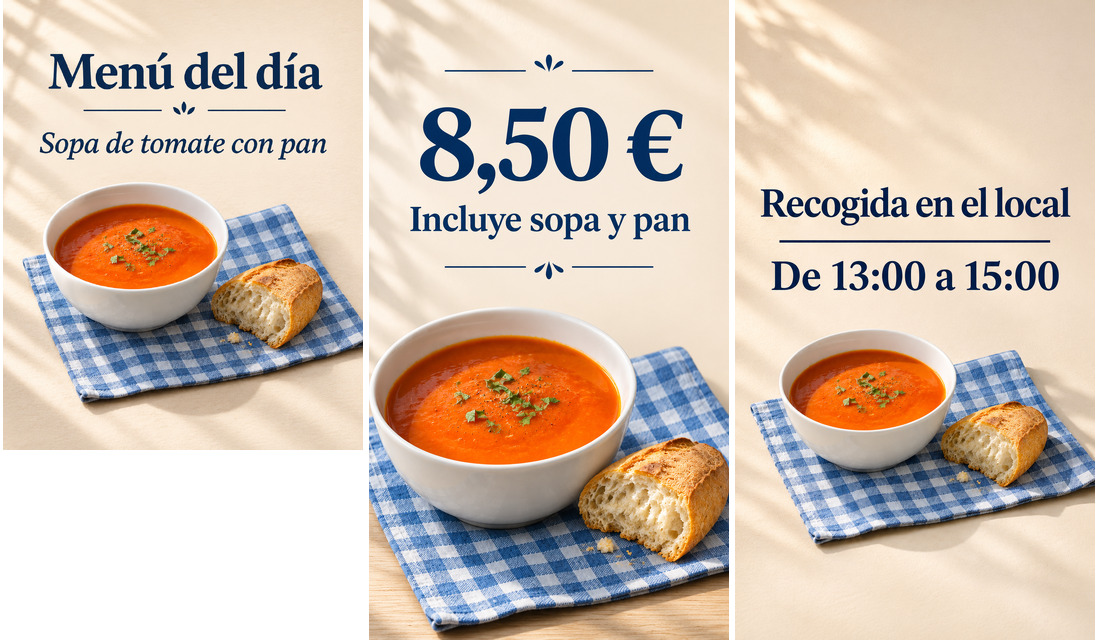 Menú del día
Sopa de tomate con pan
8,50 €
Incluye sopa y pan
Recogida en el local
De 13:00 a 15:00